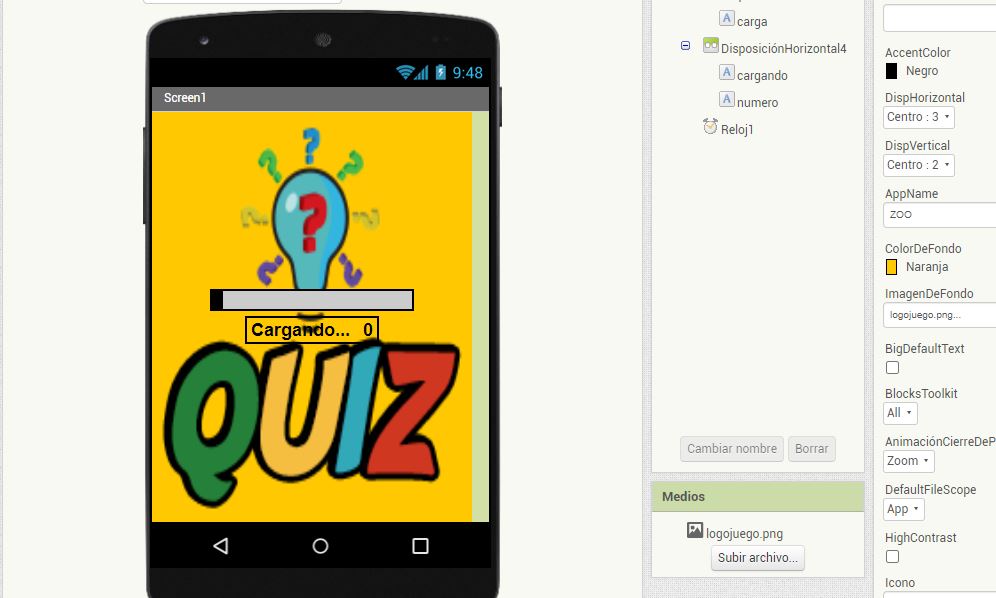 9:48
Screen1
? ? ? ? ? ? ? ?
Cargando... 0
QUIZ
carga
DisposiciónHorizontal4
cargando
numero
Reloj1
Cambiar nombre
Borrar
Medios
logojuego.png
Subir archivo...
AccentColor
Negro
DispHorizontal
Centro : 3
DispVertical
Centro : 2
AppName
ZOO
ColorDeFondo
Naranja
ImagenDeFondo
logojuego.png...
BigDefaultText
BlocksToolkit
All
AnimaciónCierreDeP
Zoom
DefaultFileScope
App
HighContrast
Icono